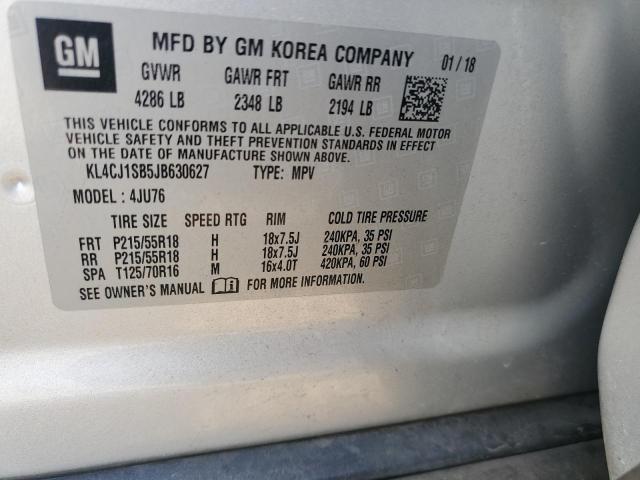 GM MFD BY GM KOREA COMPANY 01/18
GVWR GAWR FRT GAWR RR
4286 LB 2348 LB 2194 LB
THIS VEHICLE CONFORMS TO ALL APPLICABLE U.S. FEDERAL MOTOR
VEHICLE SAFETY AND THEFT PREVENTION STANDARDS IN EFFECT
ON THE DATE OF MANUFACTURE SHOWN ABOVE.
KL4CJ1SB5JB630627 TYPE: MPV
MODEL : 4JU76
TIRE SIZE SPEED RTG RIM COLD TIRE PRESSURE
FRT P215/55R18 H 18x7.5J 240KPA, 35 PSI
RR P215/55R18 H 18x7.5J 240KPA, 35 PSI
SPA T125/70R16 M 16x4.0T 420KPA, 60 PSI
SEE OWNER'S MANUAL FOR MORE INFORMATION.